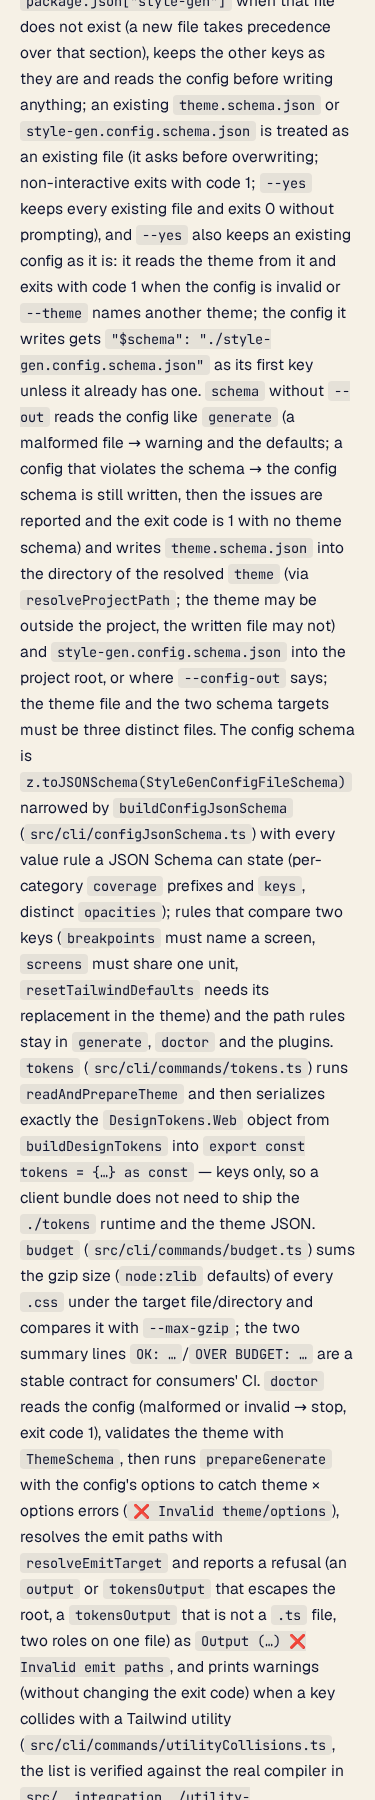 package.json["style-gen"] when that file
does not exist (a new file takes precedence
over that section), keeps the other keys as
they are and reads the config before writing
anything; an existing theme.schema.json or
style-gen.config.schema.json is treated as
an existing file (it asks before overwriting;
non-interactive exits with code 1; --yes
keeps every existing file and exits 0 without
prompting), and --yes also keeps an existing
config as it is: it reads the theme from it and
exits with code 1 when the config is invalid or
--theme names another theme; the config it
writes gets "$schema": "./style-
gen.config.schema.json" as its first key
unless it already has one. schema without --
out reads the config like generate (a
malformed file → warning and the defaults; a
config that violates the schema → the config
schema is still written, then the issues are
reported and the exit code is 1 with no theme
schema) and writes theme.schema.json into
the directory of the resolved theme (via
resolveProjectPath; the theme may be
outside the project, the written file may not)
and style-gen.config.schema.json into the
project root, or where --config-out says;
the theme file and the two schema targets
must be three distinct files. The config schema
is
z.toJSONSchema(StyleGenConfigFileSchema)
narrowed by buildConfigJsonSchema
(src/cli/configJsonSchema.ts) with every
value rule a JSON Schema can state (per-
category coverage prefixes and keys,
distinct opacities); rules that compare two
keys (breakpoints must name a screen,
screens must share one unit,
resetTailwindDefaults needs its
replacement in the theme) and the path rules
stay in generate, doctor and the plugins.
tokens (src/cli/commands/tokens.ts) runs
readAndPrepareTheme and then serializes
exactly the DesignTokens.Web object from
buildDesignTokens into export const
tokens = {…} as const — keys only, so a
client bundle does not need to ship the
./tokens runtime and the theme JSON.
budget (src/cli/commands/budget.ts) sums
the gzip size (node:zlib defaults) of every
.css under the target file/directory and
compares it with --max-gzip; the two
summary lines OK: …/OVER BUDGET: … are a
stable contract for consumers' CI. doctor
reads the config (malformed or invalid → stop,
exit code 1), validates the theme with
ThemeSchema, then runs prepareGenerate
with the config's options to catch theme ×
options errors (❌ Invalid theme/options),
resolves the emit paths with
resolveEmitTarget and reports a refusal (an
output or tokensOutput that escapes the
root, a tokensOutput that is not a .ts file,
two roles on one file) as Output (…) ❌
Invalid emit paths, and prints warnings
(without changing the exit code) when a key
collides with a Tailwind utility
(src/cli/commands/utilityCollisions.ts,
the list is verified against the real compiler in